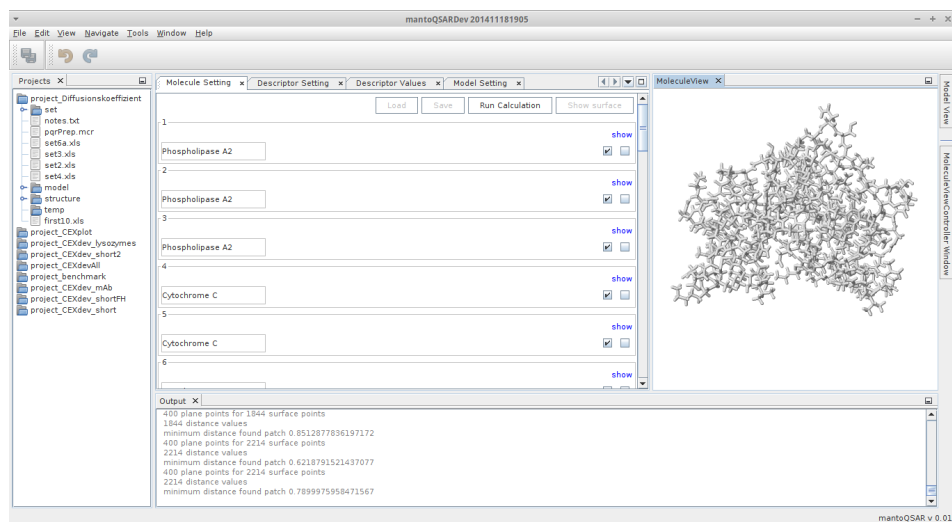 mantoQSARDev 201411181905
File Edit View Navigate Tools Window Help
Projects
project_Diffusionskoeffizient
set
notes.txt
pqrPrep.mcr
set6a.xls
set3.xls
set2.xls
set4.xls
model
structure
temp
first10.xls
project_CEXplot
project_CEXdev_lysozymes
project_CEXdev_short2
project_CEXdevAll
project_benchmark
project_CEXdev_mAb
project_CEXdev_shortFH
project_CEXdev_short
Molecule Setting Descriptor Setting Descriptor Values Model Setting
Load Save Run Calculation Show surface
1
show
Phospholipase A2
2
show
Phospholipase A2
3
show
Phospholipase A2
4
show
Cytochrome C
5
show
Cytochrome C
6
show
MoleculeView
Model View
MoleculeViewController Window
Output
400 plane points for 1844 surface points
1844 distance values
minimum distance found patch 0.8512877836197172
400 plane points for 2214 surface points
2214 distance values
minimum distance found patch 0.6218791521437077
400 plane points for 2214 surface points
2214 distance values
minimum distance found patch 0.7899975958471567
mantoQSAR v 0.01